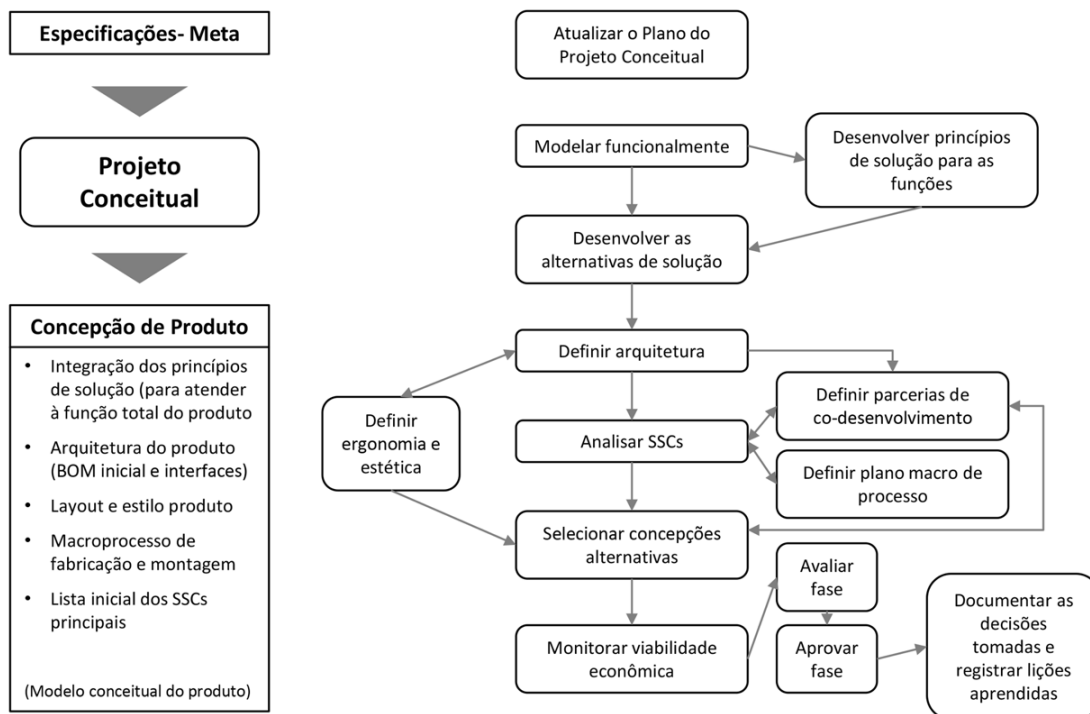 Especificações- Meta
Projeto
Conceitual
Concepção de Produto
• Integração dos princípios
de solução (para atender
à função total do produto
• Arquitetura do produto
(BOM inicial e interfaces)
• Layout e estilo produto
• Macroprocesso de
fabricação e montagem
• Lista inicial dos SSCs
principais
(Modelo conceitual do produto)
Atualizar o Plano do
Projeto Conceitual
Modelar funcionalmente
Desenvolver princípios
de solução para as
funções
Desenvolver as
alternativas de solução
Definir arquitetura
Definir
ergonomia e
estética
Definir parcerias de
co-desenvolvimento
Analisar SSCs
Definir plano macro de
processo
Selecionar concepções
alternativas
Monitorar viabilidade
econômica
Avaliar
fase
Aprovar
fase
Documentar as
decisões
tomadas e
registrar lições
aprendidas